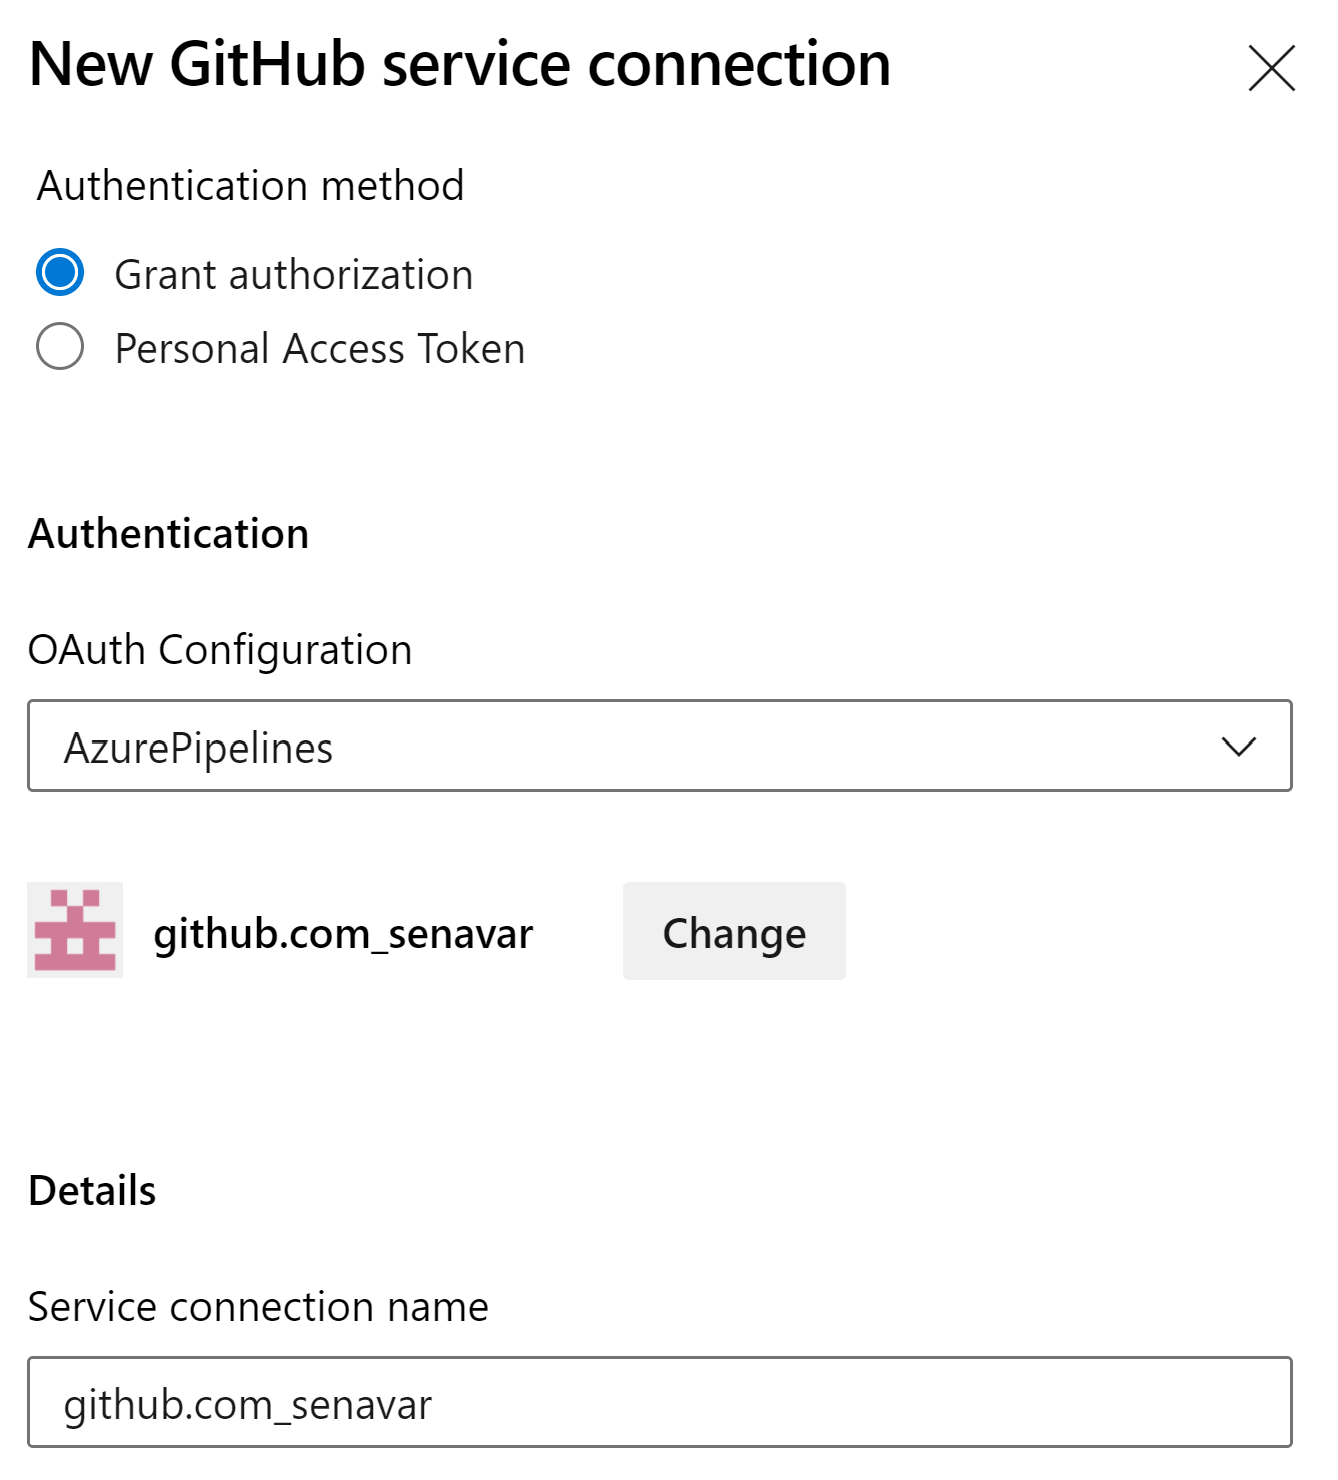 New GitHub service connection
Authentication method
Grant authorization
Personal Access Token
Authentication
OAuth Configuration
AzurePipelines
github.com_senavar
Change
Details
Service connection name
github.com_senavar